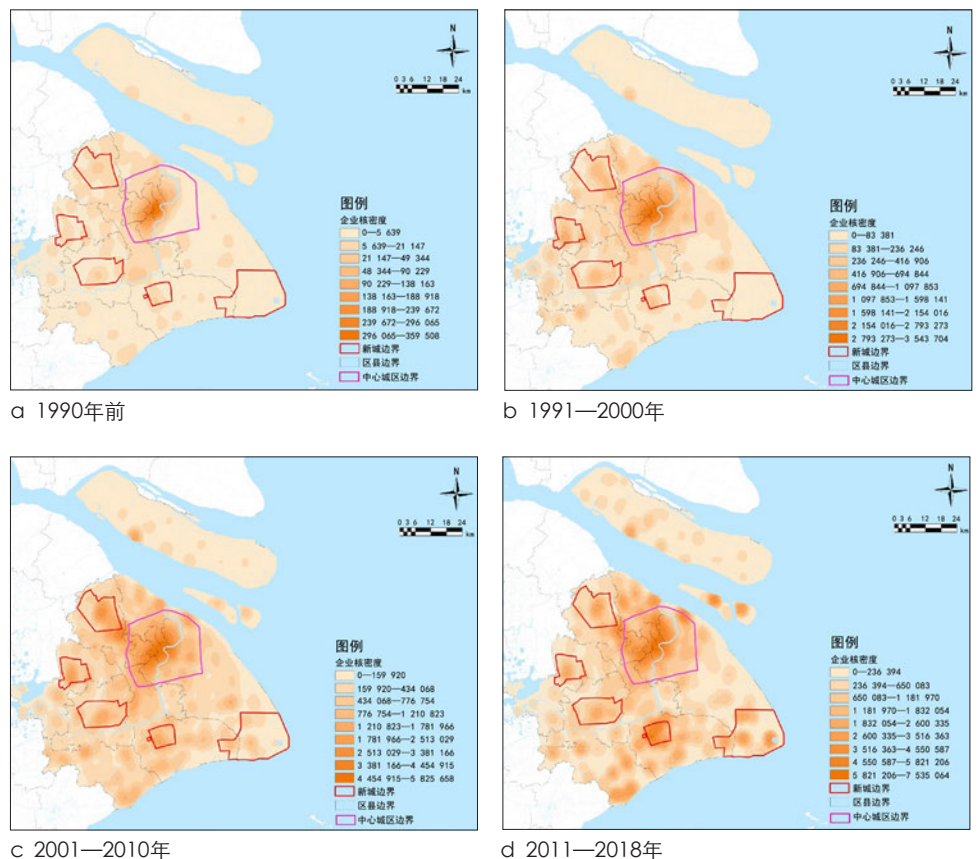 N
0 3 6 12 18 24
km
图例
企业核密度
0—5 639
5 639—21 147
21 147—49 344
48 344—90 229
90 229—138 163
138 163—188 918
188 918—239 672
239 672—296 065
296 065—359 508
新城边界
区县边界
中心城区边界
a 1990年前
N
0 3 6 12 18 24
km
图例
企业核密度
0—83 381
83 381—236 246
236 246—416 906
416 906—694 844
694 844—1 097 853
1 097 853—1 598 141
1 598 141—2 154 016
2 154 016—2 793 273
2 793 273—3 543 704
新城边界
区县边界
中心城区边界
b 1991—2000年
N
0 3 6 12 18 24
km
图例
企业核密度
0—159 920
159 920—434 068
434 068—776 754
776 754—1 210 823
1 210 823—1 781 966
1 781 966—2 513 029
2 513 029—3 381 166
3 381 166—4 454 915
4 454 915—5 825 658
新城边界
区县边界
中心城区边界
c 2001—2010年
N
0 3 6 12 18 24
km
图例
企业核密度
0—236 394
236 394—650 083
650 083—1 181 970
1 181 970—1 832 054
1 832 054—2 600 335
2 600 335—3 516 363
3 516 363—4 550 587
4 550 587—5 821 206
5 821 206—7 535 064
新城边界
区县边界
中心城区边界
d 2011—2018年